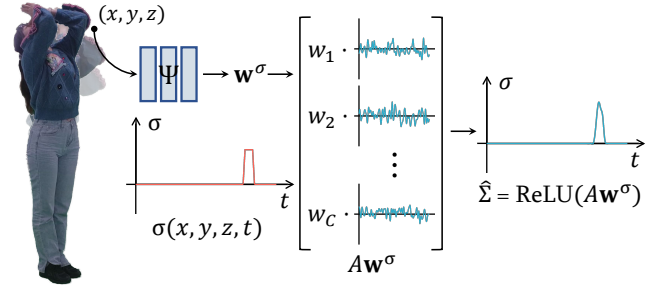 (x, y, z)
Ψ
w^σ
σ
t
σ(x, y, z, t)
w_1 ·
w_2 ·
⋮
w_C ·
Aw^σ
σ
t
Σ̂ = ReLU(Aw^σ)